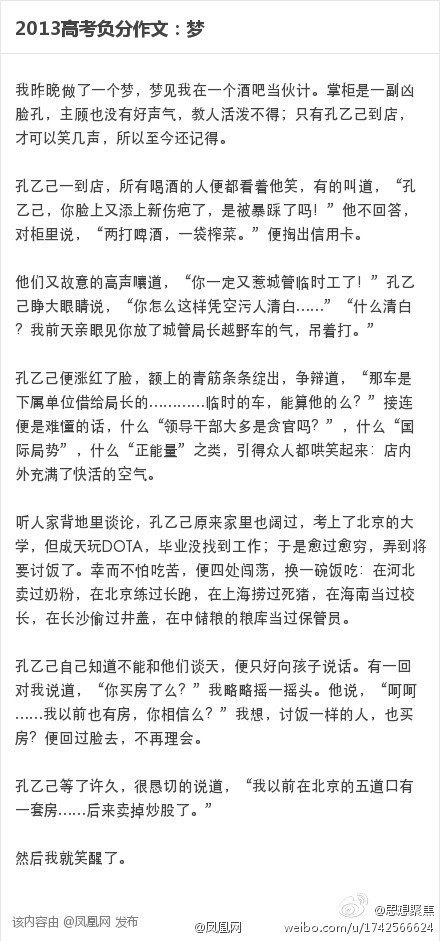 2013高考负分作文：梦
我昨晚做了一个梦，梦见我在一个酒吧当伙计。掌柜是一副凶
脸孔，主顾也没有好声气，教人活泼不得；只有孔乙己到店，
才可以笑几声，所以至今还记得。
孔乙己一到店，所有喝酒的人便都看着他笑，有的叫道，“孔
乙己，你脸上又添上新伤疤了，是被暴踩了吗！”他不回答，
对柜里说，“两打啤酒，一袋榨菜。”便掏出信用卡。
他们又故意的高声嚷道，“你一定又惹城管临时工了！”孔乙
己睁大眼睛说，“你怎么这样凭空污人清白……”“什么清白
？我前天亲眼见你放了城管局长越野车的气，吊着打。”
孔乙己便涨红了脸，额上的青筋条条绽出，争辩道，“那车是
下属单位借给局长的…………临时的车，能算他的么？”接连
便是难懂的话，什么“领导干部大多是贪官吗？”，什么“国
际局势”，什么“正能量”之类，引得众人都哄笑起来：店内
外充满了快活的空气。
听人家背地里谈论，孔乙己原来家里也阔过，考上了北京的大
学，但成天玩DOTA，毕业没找到工作；于是愈过愈穷，弄到将
要讨饭了。幸而不怕吃苦，便四处闯荡，换一碗饭吃：在河北
卖过奶粉，在北京练过长跑，在上海捞过死猪，在海南当过校
长，在长沙偷过井盖，在中储粮的粮库当过保管员。
孔乙己自己知道不能和他们谈天，便只好向孩子说话。有一回
对我说道，“你买房了么？”我略略摇一摇头。他说，“呵呵
……我以前也有房，你相信么？”我想，讨饭一样的人，也买
房？便回过脸去，不再理会。
孔乙己等了许久，很恳切的说道，“我以前在北京的五道口有
一套房……后来卖掉炒股了。”
然后我就笑醒了。
该内容由 @凤凰网 发布
@凤凰网
@思想聚焦
weibo.com/u/1742566624